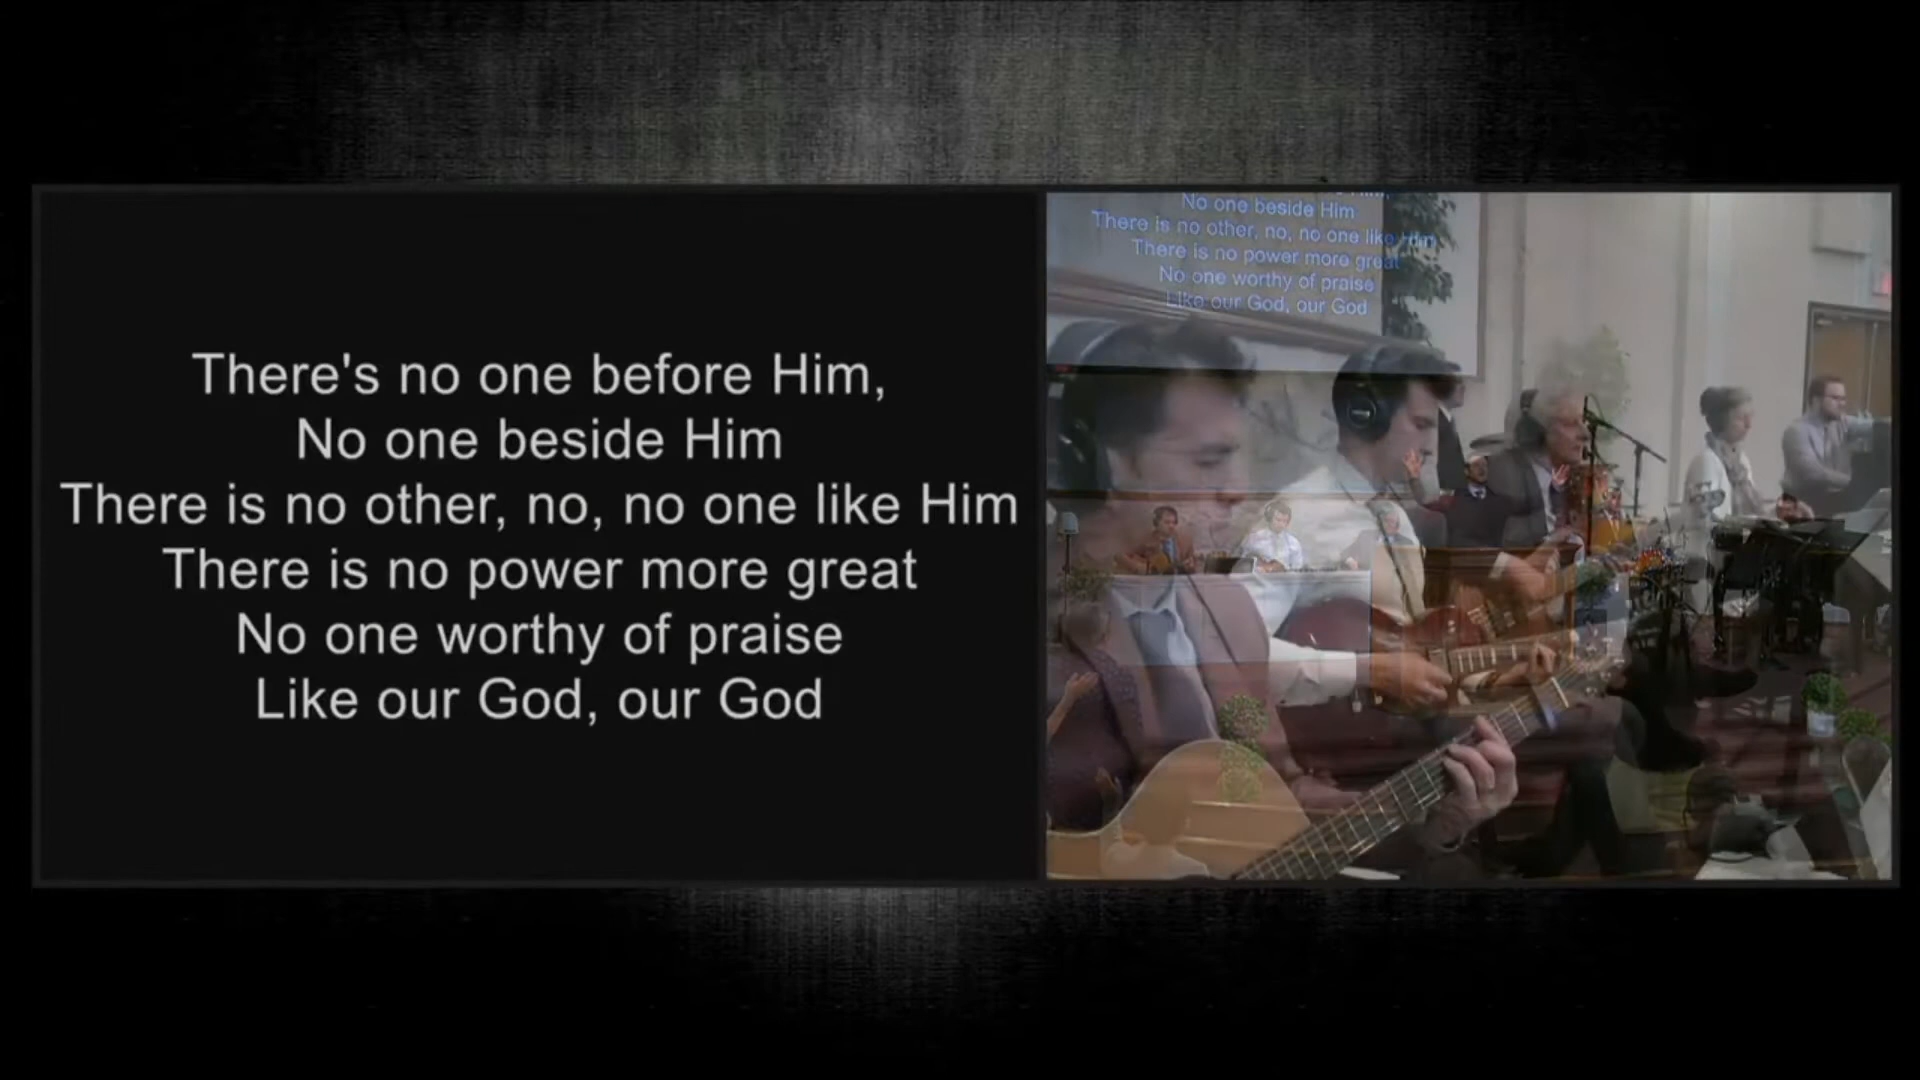 There's no one before Him,
No one beside Him
There is no other, no, no one like Him
There is no power more great
No one worthy of praise
Like our God, our God
No one beside Him
There is no other, no, no one like Him
There is no power more great
No one worthy of praise
Like our God, our God